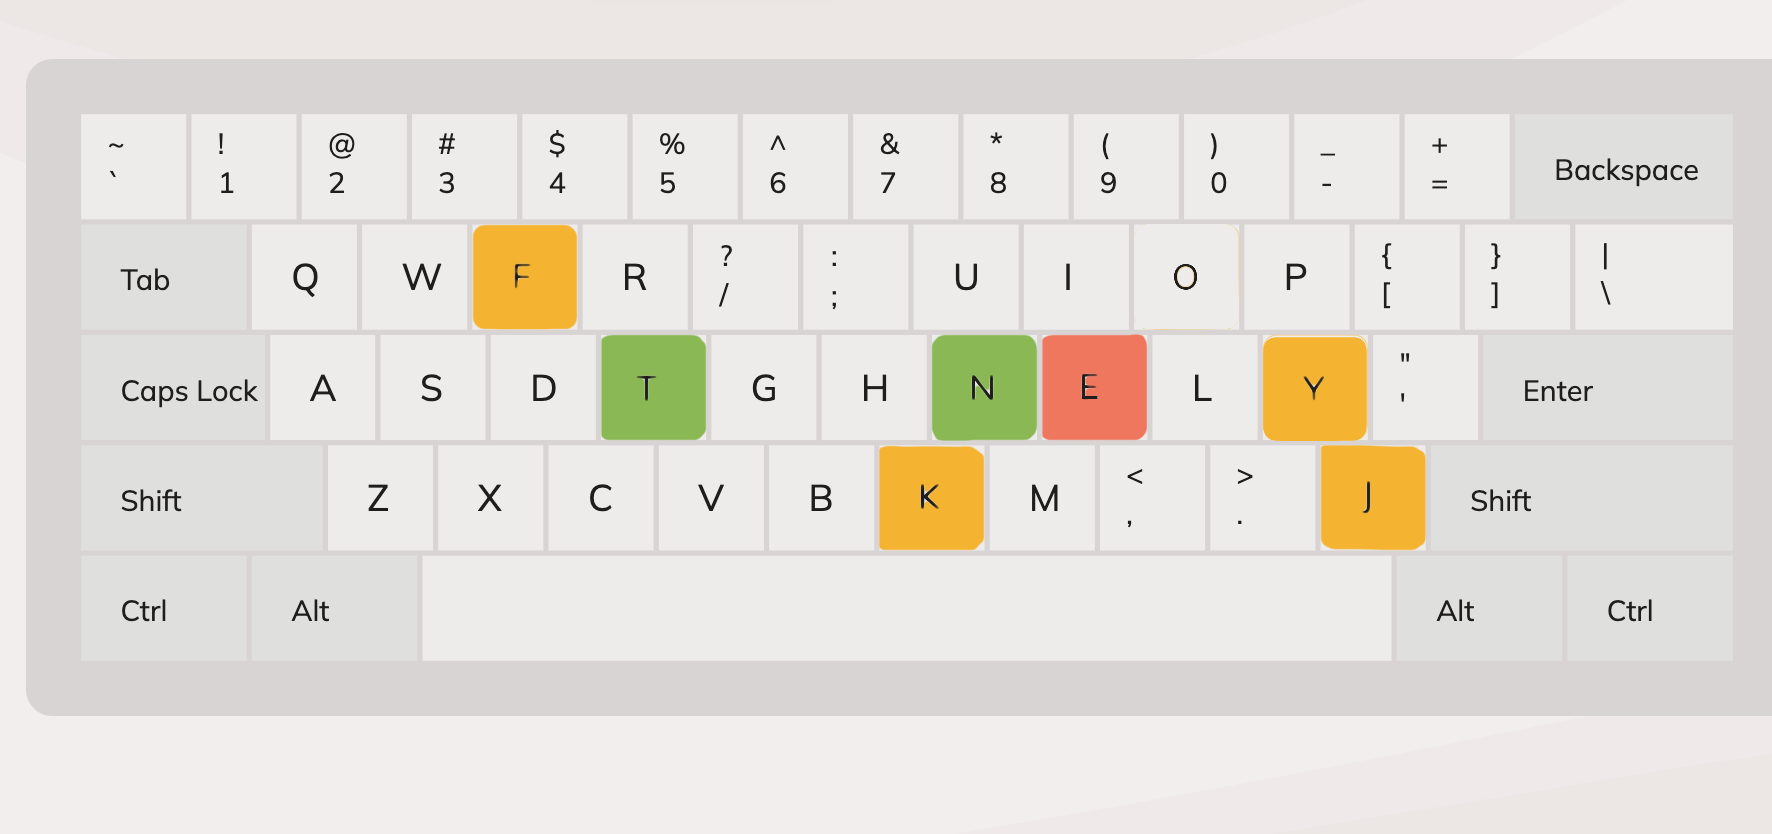 ~ ! @ # $ % ^ & * ( ) _ +
` 1 2 3 4 5 6 7 8 9 0 - = Backspace
Tab Q W F R ? / : ; U I O P { [ } ] | \
Caps Lock A S D T G H N E L Y " ' Enter
Shift Z X C V B K M < , > . J Shift
Ctrl Alt Alt Ctrl